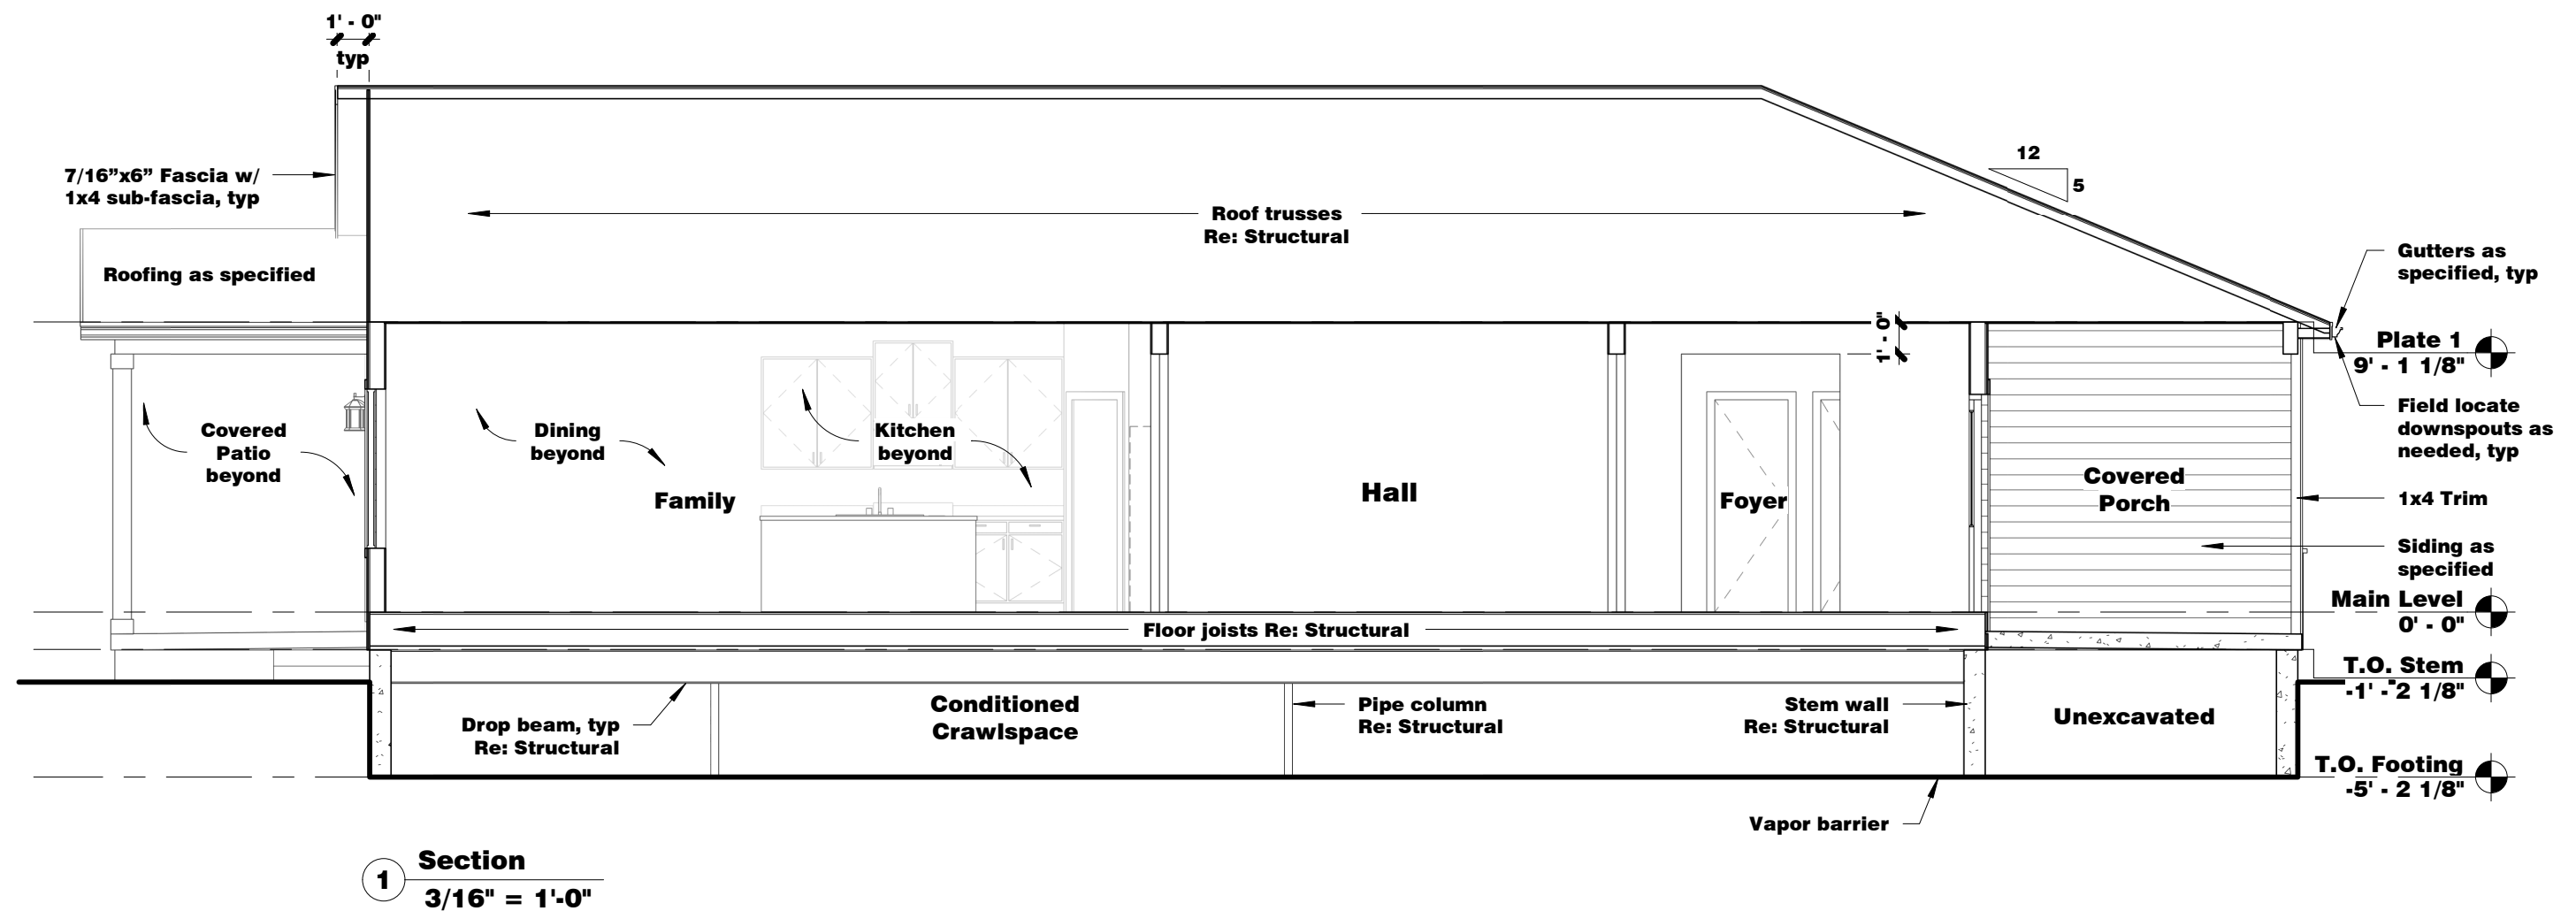 1' - 0"
typ
7/16”x6” Fascia w/
1x4 sub-fascia, typ
12
5
Roof trusses
Re: Structural
Roofing as specified
Gutters as
specified, typ
1' - 0"
Plate 1
9' - 1 1/8"
Field locate
downspouts as
needed, typ
Covered
Patio
beyond
Dining
beyond
Kitchen
beyond
Family
Hall
Foyer
Covered
Porch
1x4 Trim
Siding as
specified
Main Level
0' - 0"
Floor joists Re: Structural
T.O. Stem
-1' - 2 1/8"
Drop beam, typ
Re: Structural
Conditioned
Crawlspace
Pipe column
Re: Structural
Stem wall
Re: Structural
Unexcavated
T.O. Footing
-5' - 2 1/8"
Vapor barrier
1
Section
3/16" = 1'-0"